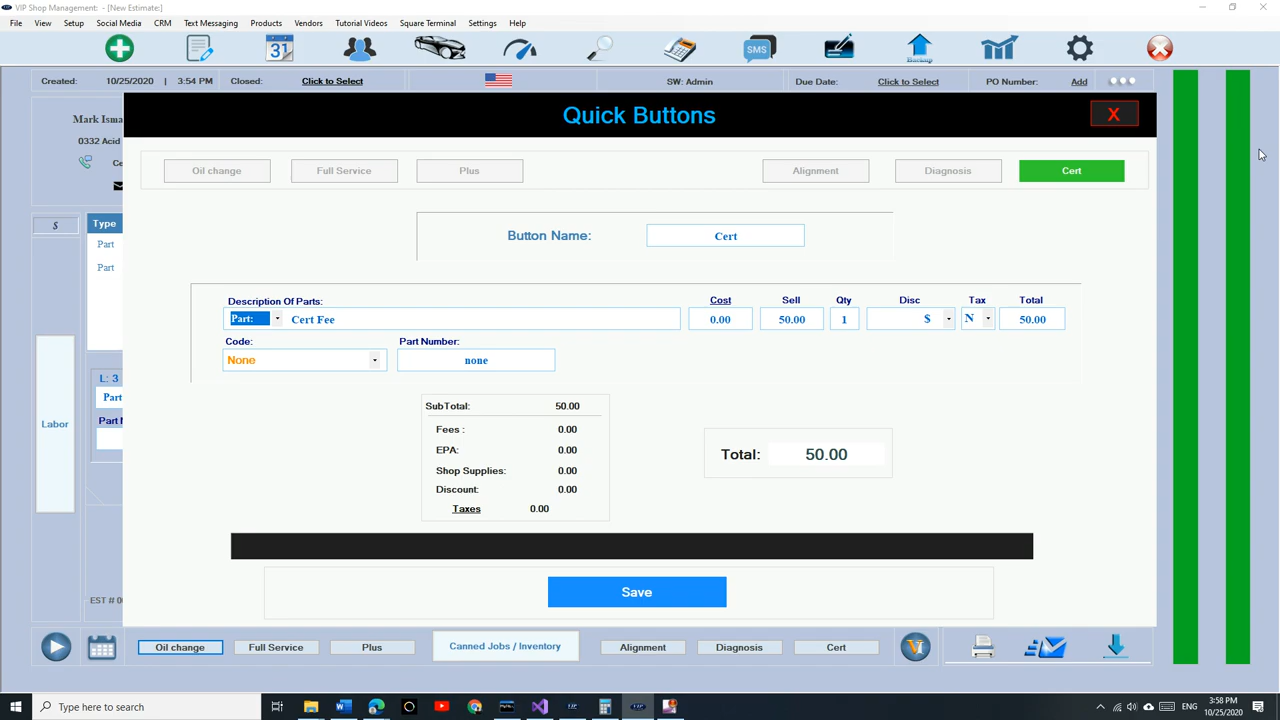 VIP Shop Management: - [New Estimate:]
File View Setup Social Media CRM Text Messaging Products Vendors Tutorial Videos Square Terminal Settings Help
31 SMS Backup
Created: 10/25/2020 | 3:54 PM Closed: Click to Select SW: Admin Due Date: Click to Select PO Number: Add
Quick Buttons X
Mark Isma
0332 Acid
Ce
Oil change Full Service Plus Alignment Diagnosis Cert
$ Type
Button Name: Cert
Part
Part
Description Of Parts: Cost Sell Qty Disc Tax Total
Part: Cert Fee 0.00 50.00 1 $ N 50.00
Code: Part Number:
None none
L: 3
Part
Part N
Labor
SubTotal: 50.00
Fees : 0.00
EPA: 0.00
Shop Supplies: 0.00
Discount: 0.00
Taxes 0.00
Total: 50.00
Save
EST # 0
Oil change Full Service Plus Canned Jobs / Inventory Alignment Diagnosis Cert
Type here to search
ENG
3:58 PM
10/25/2020